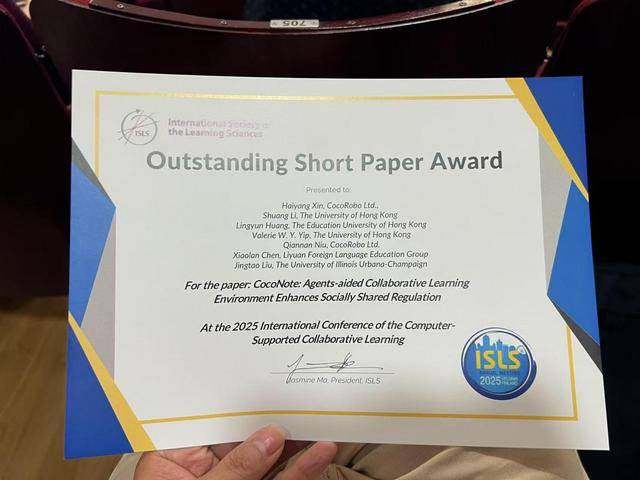 705
ISLS
International Society of
the Learning Sciences
Outstanding Short Paper Award
Presented to:
Haiyang Xin, CocoRobo Ltd.,
Shuang Li, The University of Hong Kong
Lingyun Huang, The Education University of Hong Kong
Valerie W. Y. Yip, The University of Hong Kong
Qiannan Niu, CocoRobo Ltd.
Xiaolan Chen, Liyuan Foreign Language Education Group
Jingtao Liu, The University of Illinois Urbana-Champaign
For the paper: CocoNote: Agents-aided Collaborative Learning
Environment Enhances Socially Shared Regulation
At the 2025 International Conference of the Computer-
Supported Collaborative Learning
Jasmine Ma, President, ISLS
ISLS
ANNUAL MEETING
2025 HELSINKI
FINLAND